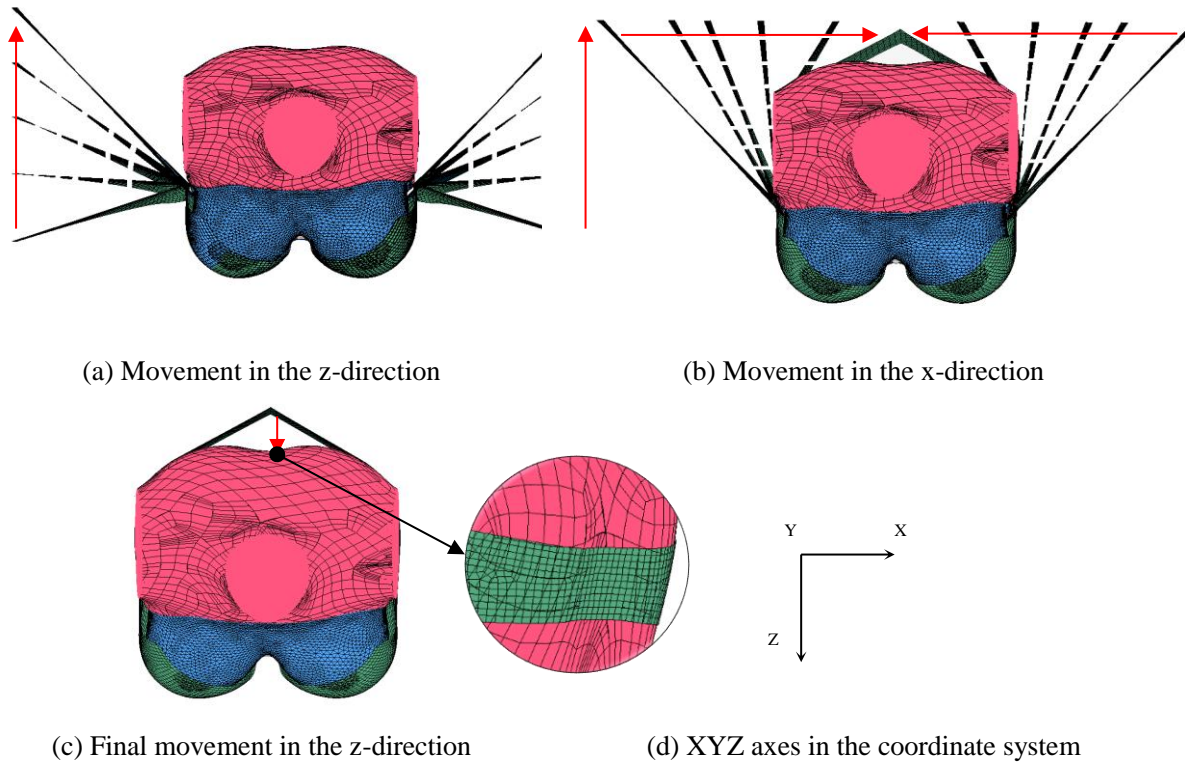 (a) Movement in the z-direction
(b) Movement in the x-direction
Y
X
Z
(c) Final movement in the z-direction
(d) XYZ axes in the coordinate system